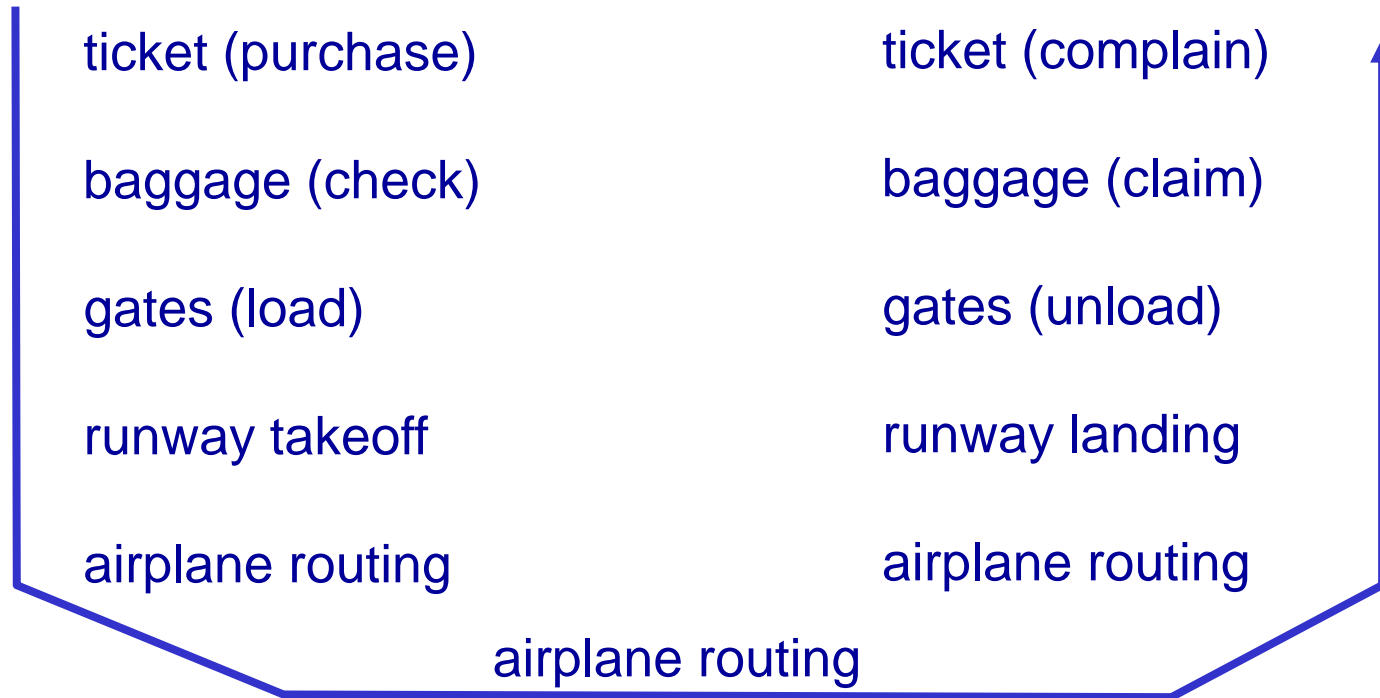 ticket (purchase)
baggage (check)
gates (load)
runway takeoff
airplane routing
airplane routing
ticket (complain)
baggage (claim)
gates (unload)
runway landing
airplane routing